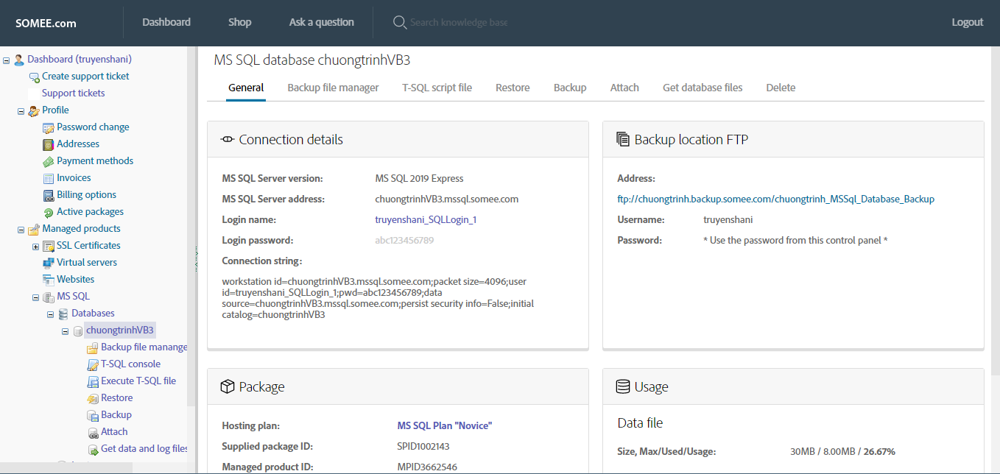 SOMEE.com
Dashboard
Shop
Ask a question
Search knowledge base
Logout
Dashboard (truyenshani)
Create support ticket
Support tickets
Profile
Password change
Addresses
Payment methods
Invoices
Billing options
Active packages
Managed products
SSL Certificates
Virtual servers
Websites
MS SQL
Databases
chuongtrinhVB3
Backup file manange
T-SQL console
Execute T-SQL file
Restore
Backup
Attach
Get data and log files
MS SQL database chuongtrinhVB3
General
Backup file manager
T-SQL script file
Restore
Backup
Attach
Get database files
Delete
Connection details
MS SQL Server version: MS SQL 2019 Express
MS SQL Server address: chuongtrinhVB3.mssql.somee.com
Login name: truyenshani_SQLLogin_1
Login password: abc123456789
Connection string:
workstation id=chuongtrinhVB3.mssql.somee.com;packet size=4096;user
id=truyenshani_SQLLogin_1;pwd=abc123456789;data
source=chuongtrinhVB3.mssql.somee.com;persist security info=False;initial
catalog=chuongtrinhVB3
Backup location FTP
Address:
ftp://chuongtrinh.backup.somee.com/chuongtrinh_MSSql_Database_Backup
Username: truyenshani
Password: * Use the password from this control panel *
Package
Hosting plan: MS SQL Plan "Novice"
Supplied package ID: SPID1002143
Managed product ID: MPID3662546
Usage
Data file
Size, Max/Used/Usage: 30MB / 8.00MB / 26.67%